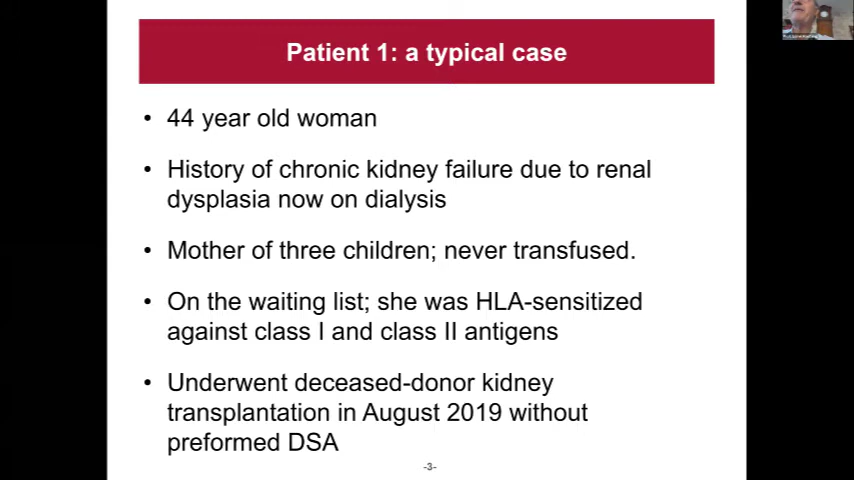 Patient 1: a typical case
• 44 year old woman
• History of chronic kidney failure due to renal
dysplasia now on dialysis
• Mother of three children; never transfused.
• On the waiting list; she was HLA-sensitized
against class I and class II antigens
• Underwent deceased-donor kidney
transplantation in August 2019 without
preformed DSA
-3-